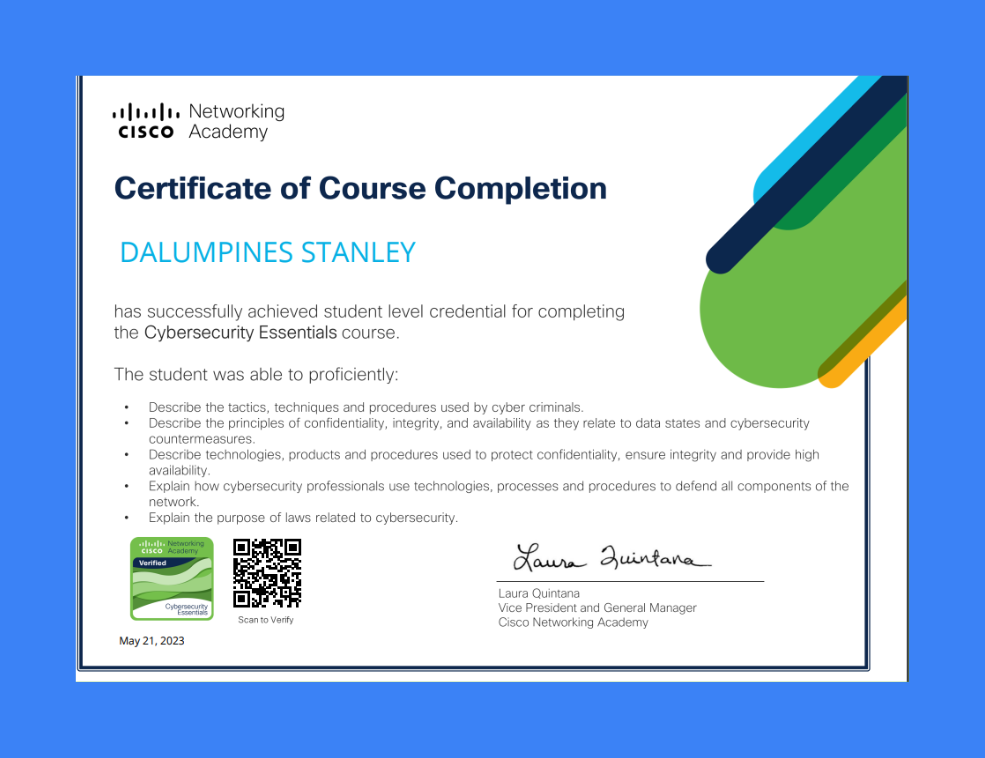 Networking
CISCO Academy
Certificate of Course Completion
DALUMPINES STANLEY
has successfully achieved student level credential for completing
the Cybersecurity Essentials course.
The student was able to proficiently:
• Describe the tactics, techniques and procedures used by cyber criminals.
• Describe the principles of confidentiality, integrity, and availability as they relate to data states and cybersecurity
countermeasures.
• Describe technologies, products and procedures used to protect confidentiality, ensure integrity and provide high
availability.
• Explain how cybersecurity professionals use technologies, processes and procedures to defend all components of the
network.
• Explain the purpose of laws related to cybersecurity.
Networking
CISCO Academy
Verified
Cybersecurity
Essentials
Scan to Verify
May 21, 2023
Laura Quintana
Laura Quintana
Vice President and General Manager
Cisco Networking Academy